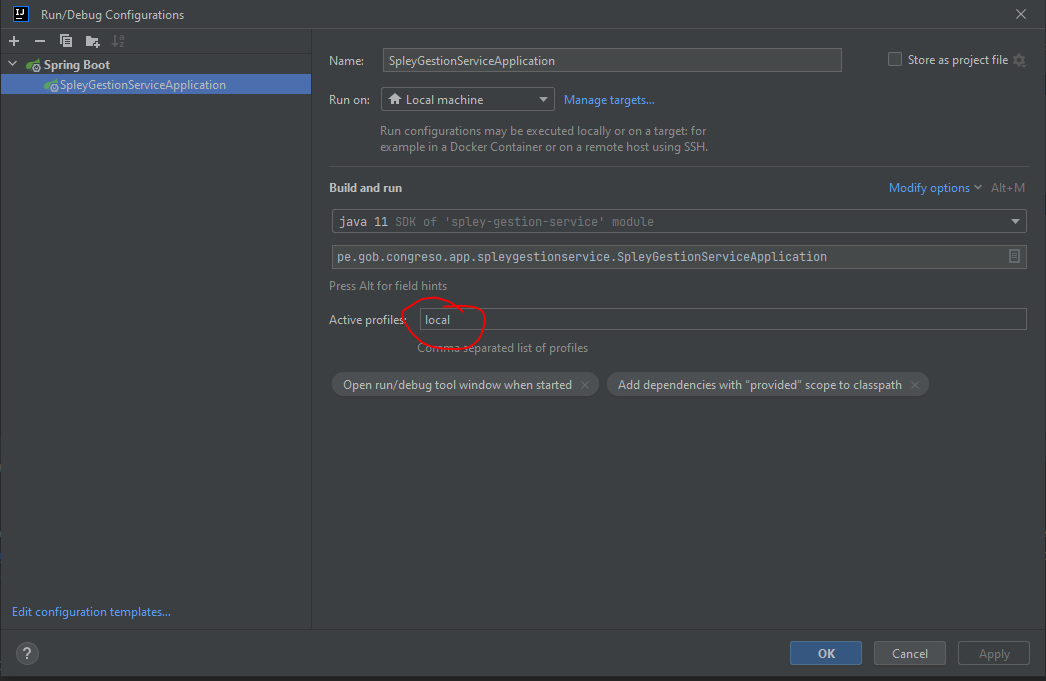 Run/Debug Configurations
Spring Boot
SpleyGestionServiceApplication
Edit configuration templates...
Name: SpleyGestionServiceApplication Store as project file
Run on: Local machine Manage targets...
Run configurations may be executed locally or on a target: for
example in a Docker Container or on a remote host using SSH.
Build and run Modify options Alt+M
java 11 SDK of 'spley-gestion-service' module
pe.gob.congreso.app.spleygestionservice.SpleyGestionServiceApplication
Press Alt for field hints
Active profiles: local
Comma separated list of profiles
Open run/debug tool window when started Add dependencies with “provided” scope to classpath
? OK Cancel Apply